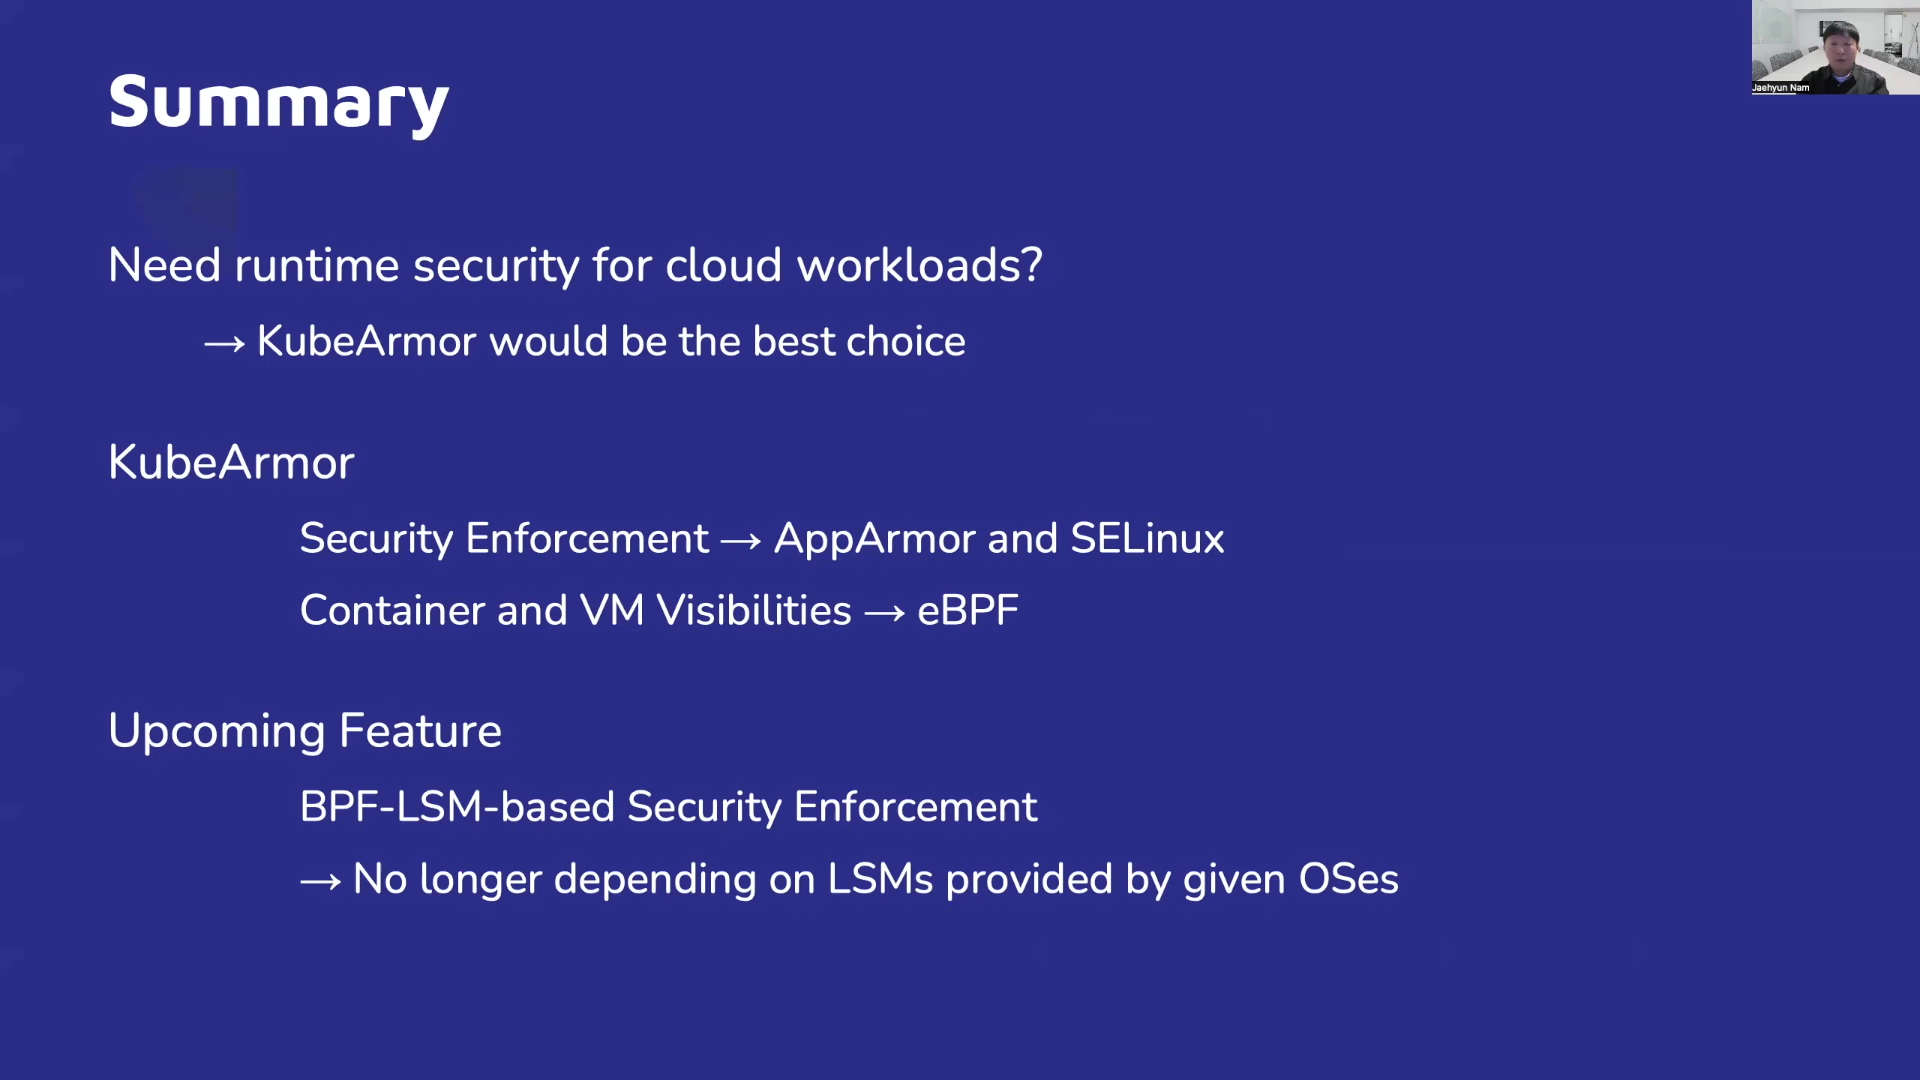 Summary
Jaehyun Nam
Need runtime security for cloud workloads?
→ KubeArmor would be the best choice
KubeArmor
Security Enforcement → AppArmor and SELinux
Container and VM Visibilities → eBPF
Upcoming Feature
BPF-LSM-based Security Enforcement
→ No longer depending on LSMs provided by given OSes